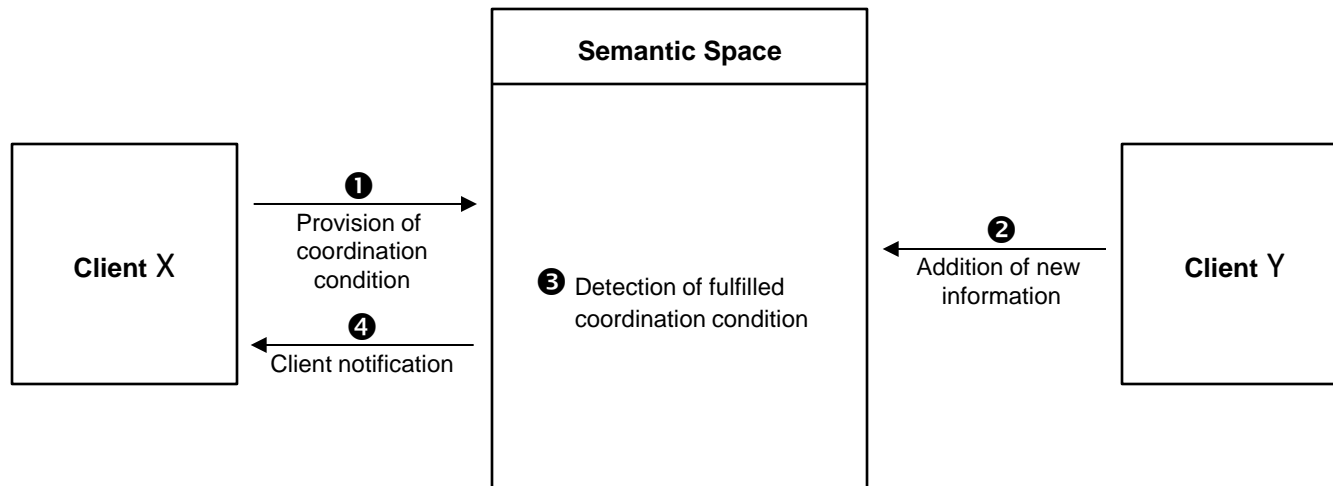 Semantic Space
Client X
❶
Provision of
coordination
condition
❹
Client notification
❸ Detection of fulfilled
coordination condition
❷
Addition of new
information
Client Y